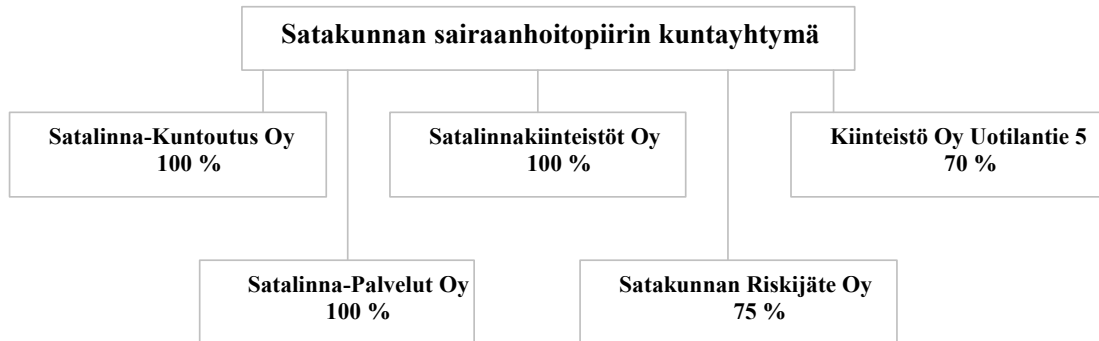 Satakunnan sairaanhoitopiirin kuntayhtymä
Satalinna-Kuntoutus Oy
100 %
Satalinnakiinteistöt Oy
100 %
Kiinteistö Oy Uotilantie 5
70 %
Satalinna-Palvelut Oy
100 %
Satakunnan Riskijäte Oy
75 %